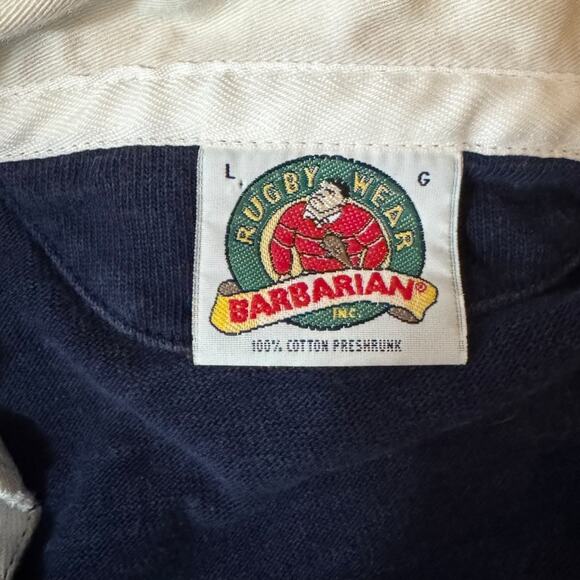 L G
RUGBY WEAR
BARBARIAN®
INC.
100% COTTON PRESHRUNK